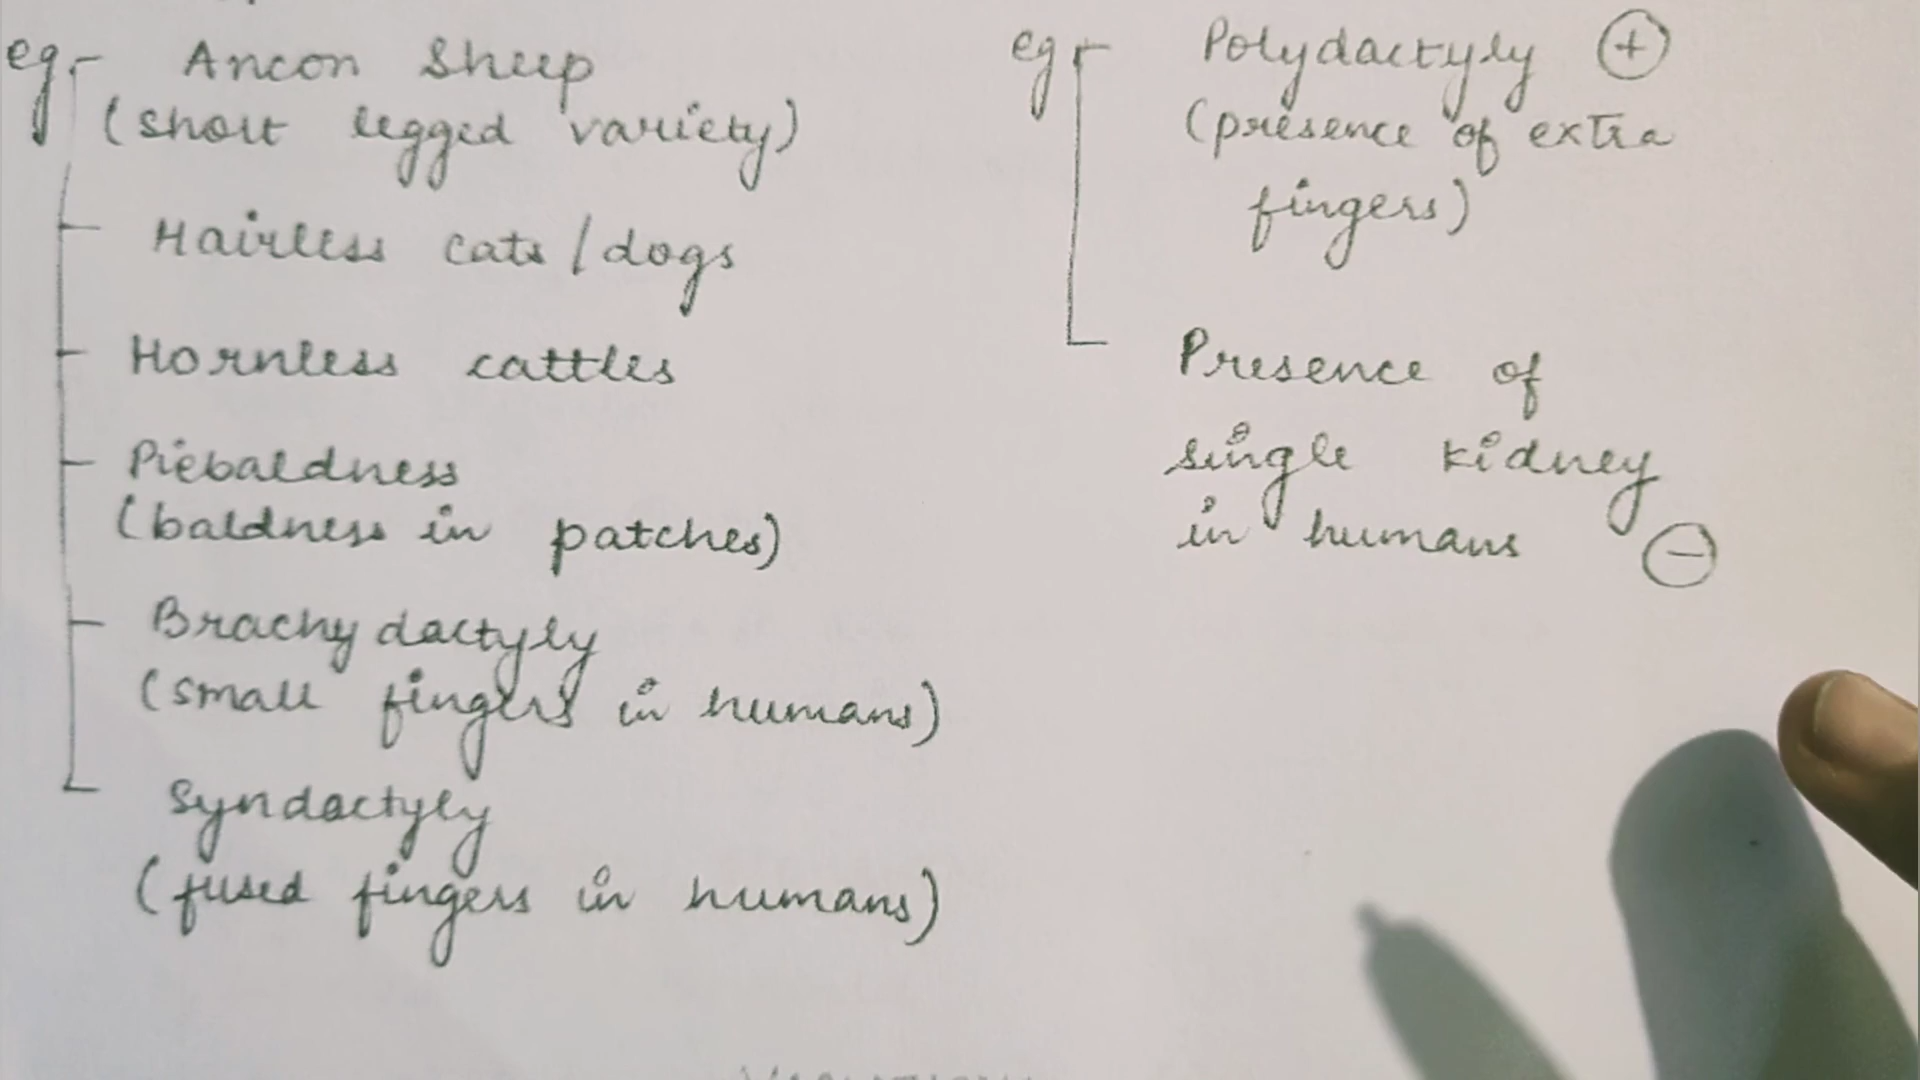 eg - Ancon Sheep
(short legged variety)
Hairless cats / dogs
Hornless cattles
Piebaldness
(baldness in patches)
Brachydactyly
(small fingers in humans)
Syndactyly
(fused fingers in humans)
eg - Polydactyly +
(presence of extra
fingers)
Presence of
single kidney
in humans -